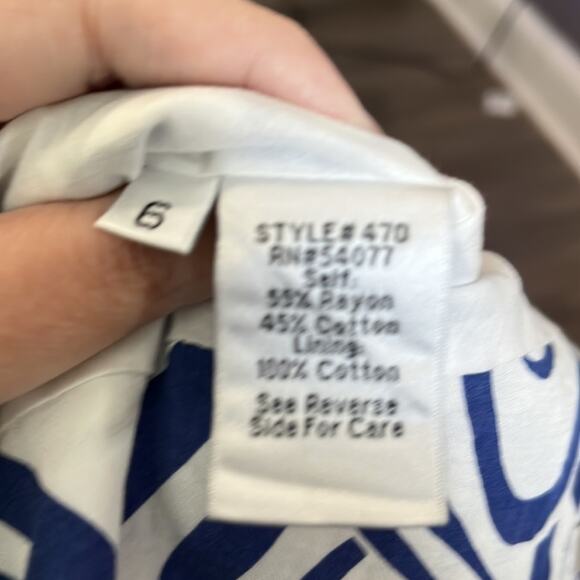 6
STYLE# 470
RN#54077
Self:
55% Rayon
45% Cotton
Lining:
100% Cotton
See Reverse
Side For Care